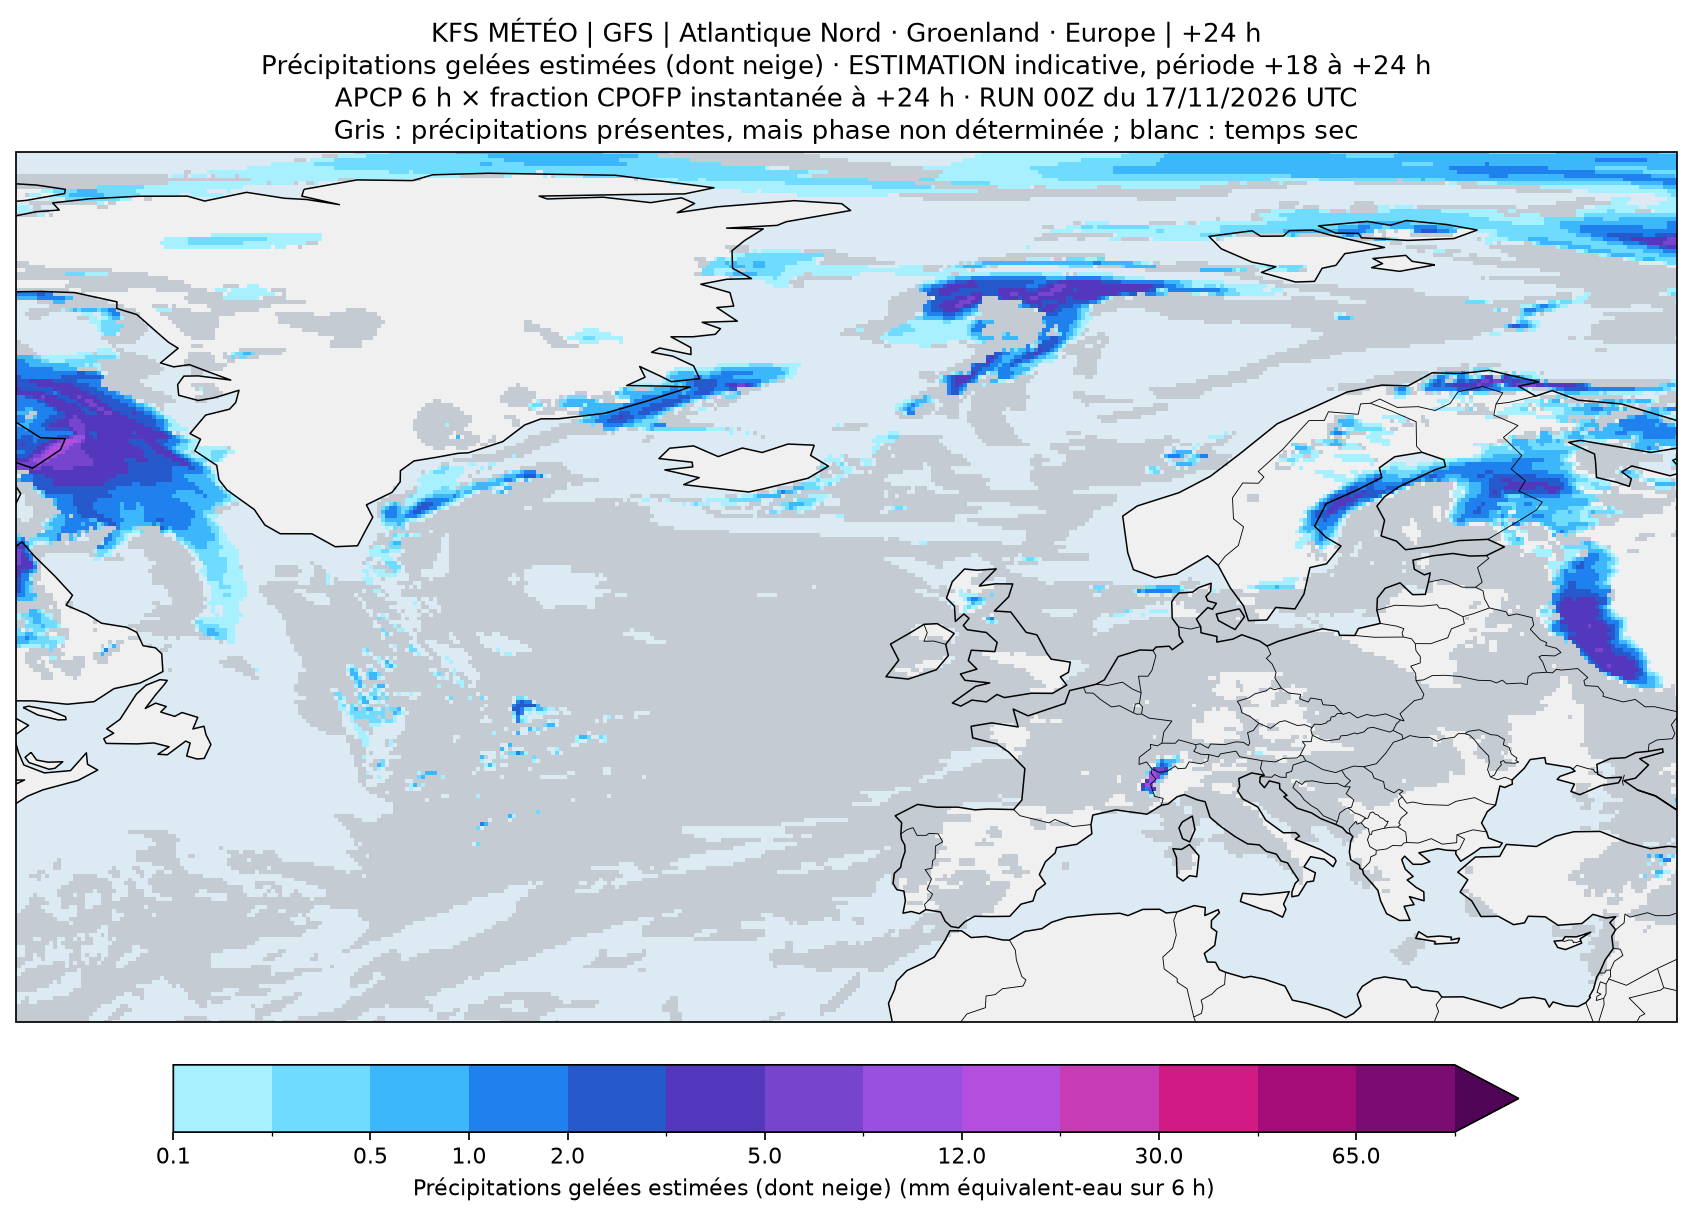 KFS MÉTÉO | GFS | Atlantique Nord · Groenland · Europe | +24 h
Précipitations gelées estimées (dont neige) · ESTIMATION indicative, période +18 à +24 h
APCP 6 h × fraction CPOFP instantanée à +24 h · RUN 00Z du 17/11/2026 UTC
Gris : précipitations présentes, mais phase non déterminée ; blanc : temps sec
0.1 0.5 1.0 2.0 5.0 12.0 30.0 65.0
Précipitations gelées estimées (dont neige) (mm équivalent-eau sur 6 h)